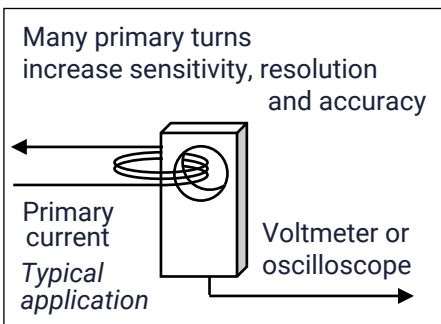 Many primary turns
increase sensitivity, resolution
and accuracy
Primary
current
Typical
application
Voltmeter or
oscilloscope